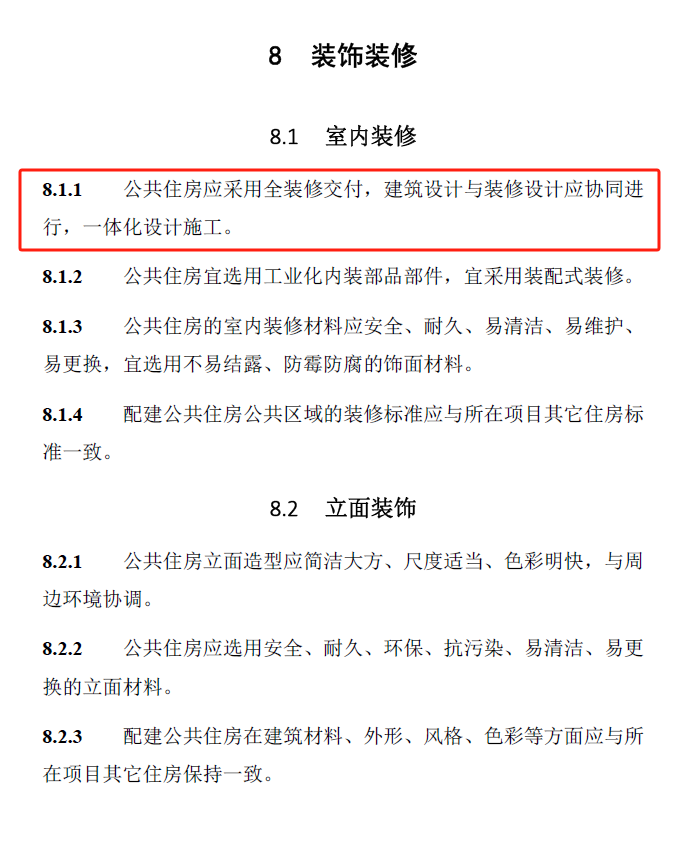 8 装饰装修
8.1 室内装修
8.1.1 公共住房应采用全装修交付，建筑设计与装修设计应协同进
行，一体化设计施工。
8.1.2 公共住房宜选用工业化内装部品部件，宜采用装配式装修。
8.1.3 公共住房的室内装修材料应安全、耐久、易清洁、易维护、
易更换，宜选用不易结露、防霉防腐的饰面材料。
8.1.4 配建公共住房公共区域的装修标准应与所在项目其它住房标
准一致。
8.2 立面装饰
8.2.1 公共住房立面造型应简洁大方、尺度适当、色彩明快，与周
边环境协调。
8.2.2 公共住房应选用安全、耐久、环保、抗污染、易清洁、易更
换的立面材料。
8.2.3 配建公共住房在建筑材料、外形、风格、色彩等方面应与所
在项目其它住房保持一致。